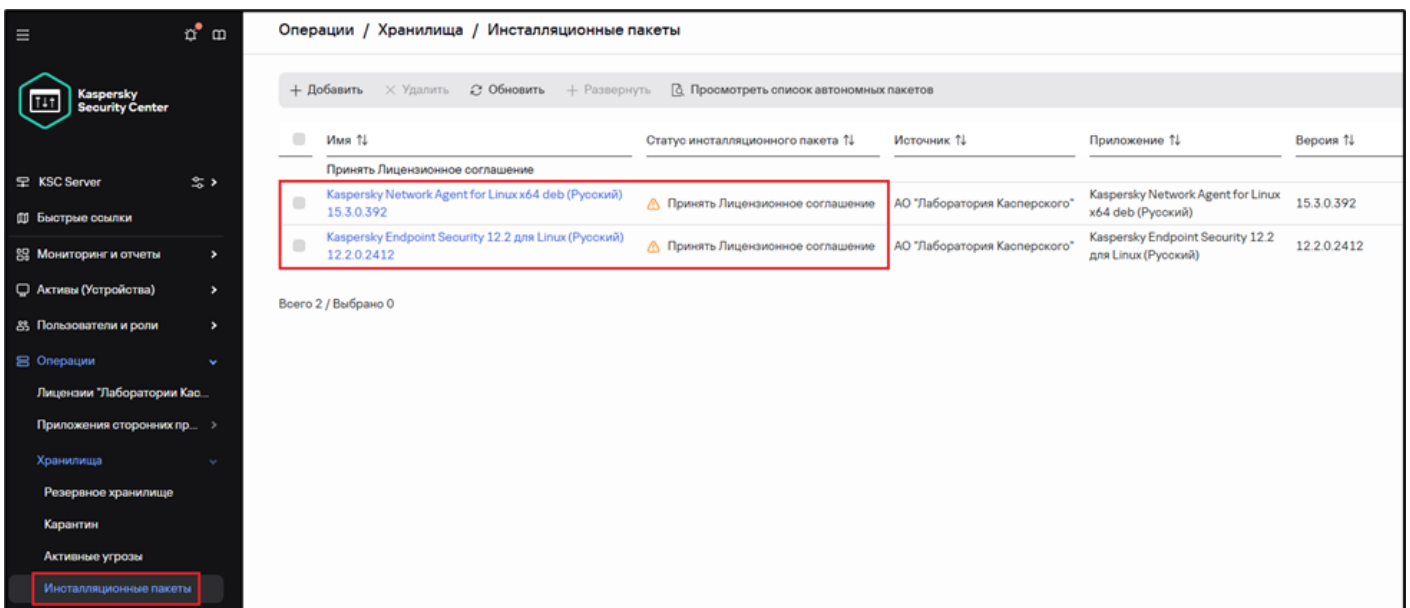 Операции / Хранилища / Инсталляционные пакеты
Kaspersky
Security Center
Добавить Удалить Обновить Развернуть Просмотреть список автономных пакетов
Имя Статус инсталляционного пакета Источник Приложение Версия
Принять Лицензионное соглашение
Kaspersky Network Agent for Linux x64 deb (Русский)
15.3.0.392
Принять Лицензионное соглашение
АО "Лаборатория Касперского"
Kaspersky Network Agent for Linux
x64 deb (Русский)
15.3.0.392
Kaspersky Endpoint Security 12.2 для Linux (Русский)
12.2.0.2412
Принять Лицензионное соглашение
АО "Лаборатория Касперского"
Kaspersky Endpoint Security 12.2
для Linux (Русский)
12.2.0.2412
Всего 2 / Выбрано 0
KSC Server
Быстрые ссылки
Мониторинг и отчеты
Активы (Устройства)
Пользователи и роли
Операции
Лицензии "Лаборатории Кас...
Приложения сторонних пр...
Хранилища
Резервное хранилище
Карантин
Активные угрозы
Инсталляционные пакеты